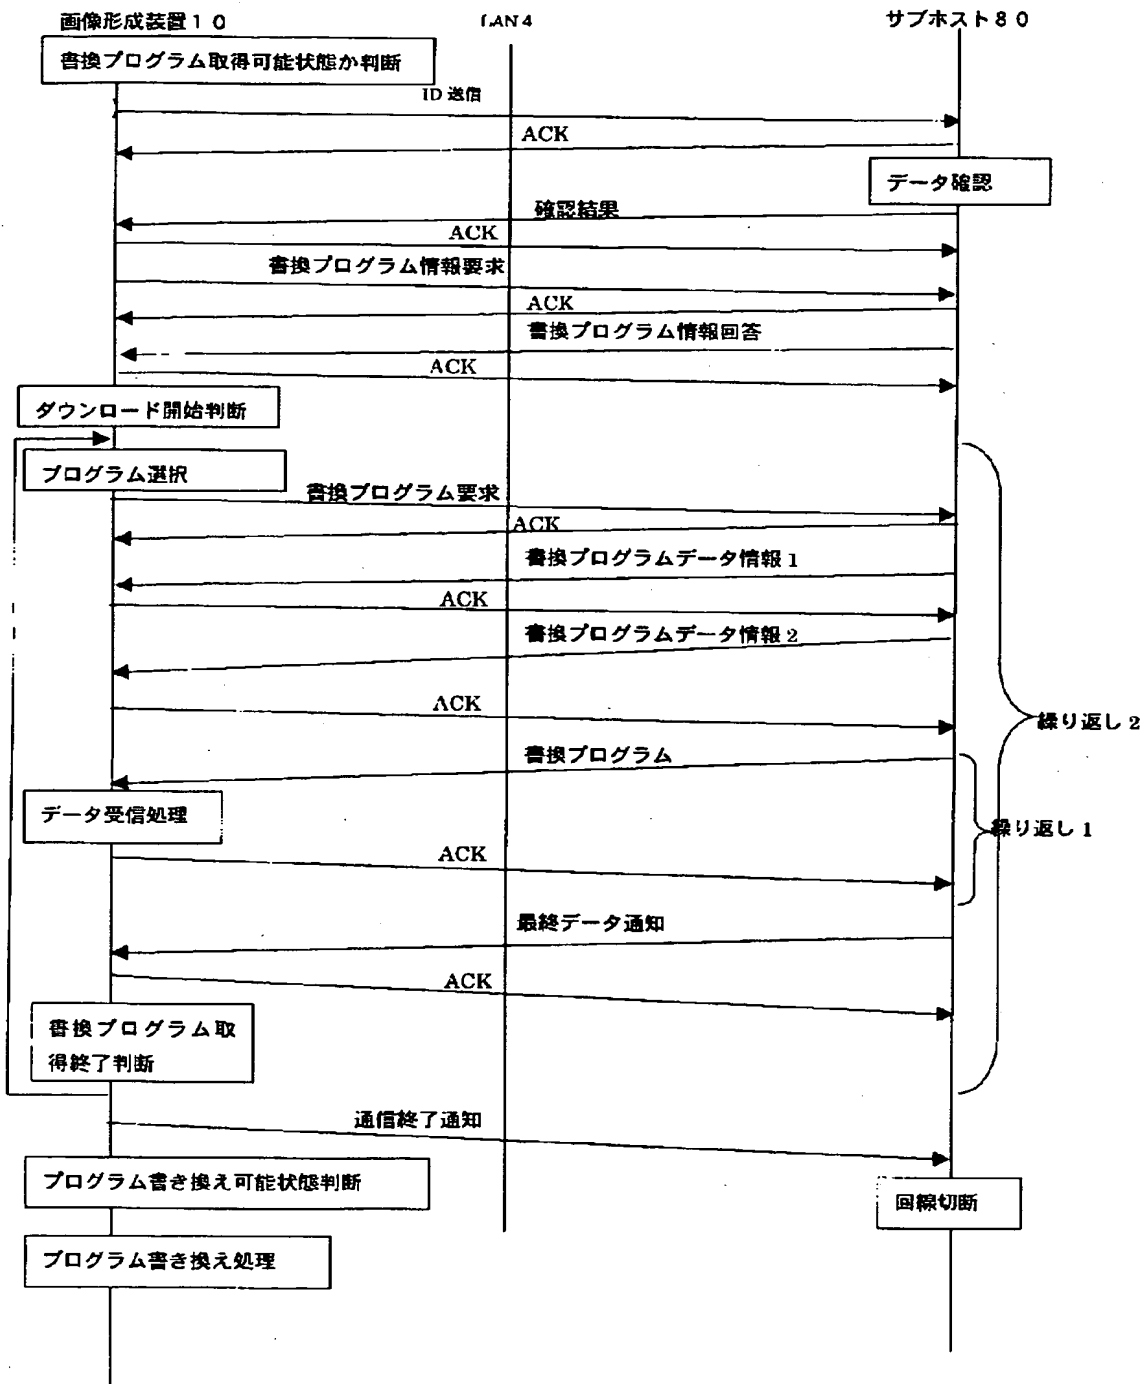 画像形成装置10
LAN 4
サブホスト80
書換プログラム取得可能状態か判断
ID 送信
ACK
データ確認
確認結果
ACK
書換プログラム情報要求
ACK
書換プログラム情報回答
ACK
ダウンロード開始判断
プログラム選択
書換プログラム要求
ACK
書換プログラムデータ情報1
ACK
書換プログラムデータ情報2
ACK
繰り返し2
書換プログラム
データ受信処理
繰り返し1
ACK
最終データ通知
ACK
書換プログラム取
得終了判断
通信終了通知
プログラム書き換え可能状態判断
回線切断
プログラム書き換え処理